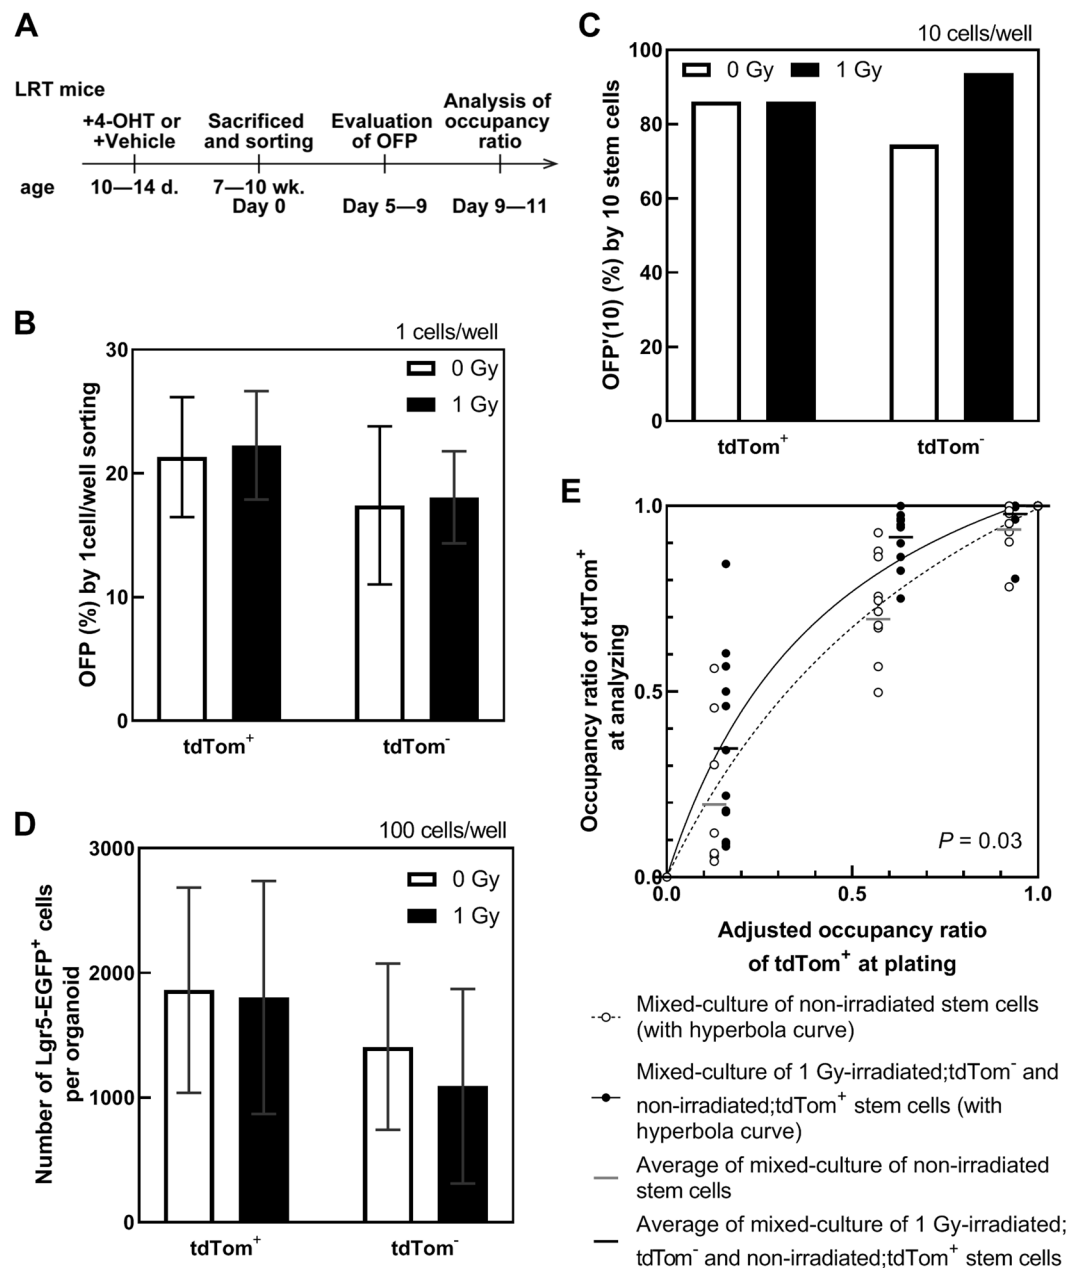 A
LRT mice
+4-OHT or
+Vehicle
Sacrificed
and sorting
Evaluation
of OFP
Analysis of
occupancy
ratio
age
10—14 d.
7—10 wk.
Day 0
Day 5—9
Day 9—11
B
1 cells/well
OFP (%) by 1cell/well sorting
30
20
10
0
0 Gy
1 Gy
tdTom+
tdTom-
C
10 cells/well
OFP'(10) (%) by 10 stem cells
100
80
60
40
20
0
0 Gy
1 Gy
tdTom+
tdTom-
D
100 cells/well
Number of Lgr5-EGFP+ cells
per organoid
3000
2000
1000
0
0 Gy
1 Gy
tdTom+
tdTom-
E
Occupancy ratio of tdTom+
at analyzing
1.0
0.5
0.0
0.0
0.5
1.0
P = 0.03
Adjusted occupancy ratio
of tdTom+ at plating
Mixed-culture of non-irradiated stem cells
(with hyperbola curve)
Mixed-culture of 1 Gy-irradiated;tdTom- and
non-irradiated;tdTom+ stem cells (with
hyperbola curve)
Average of mixed-culture of non-irradiated
stem cells
Average of mixed-culture of 1 Gy-irradiated;
tdTom- and non-irradiated;tdTom+ stem cells